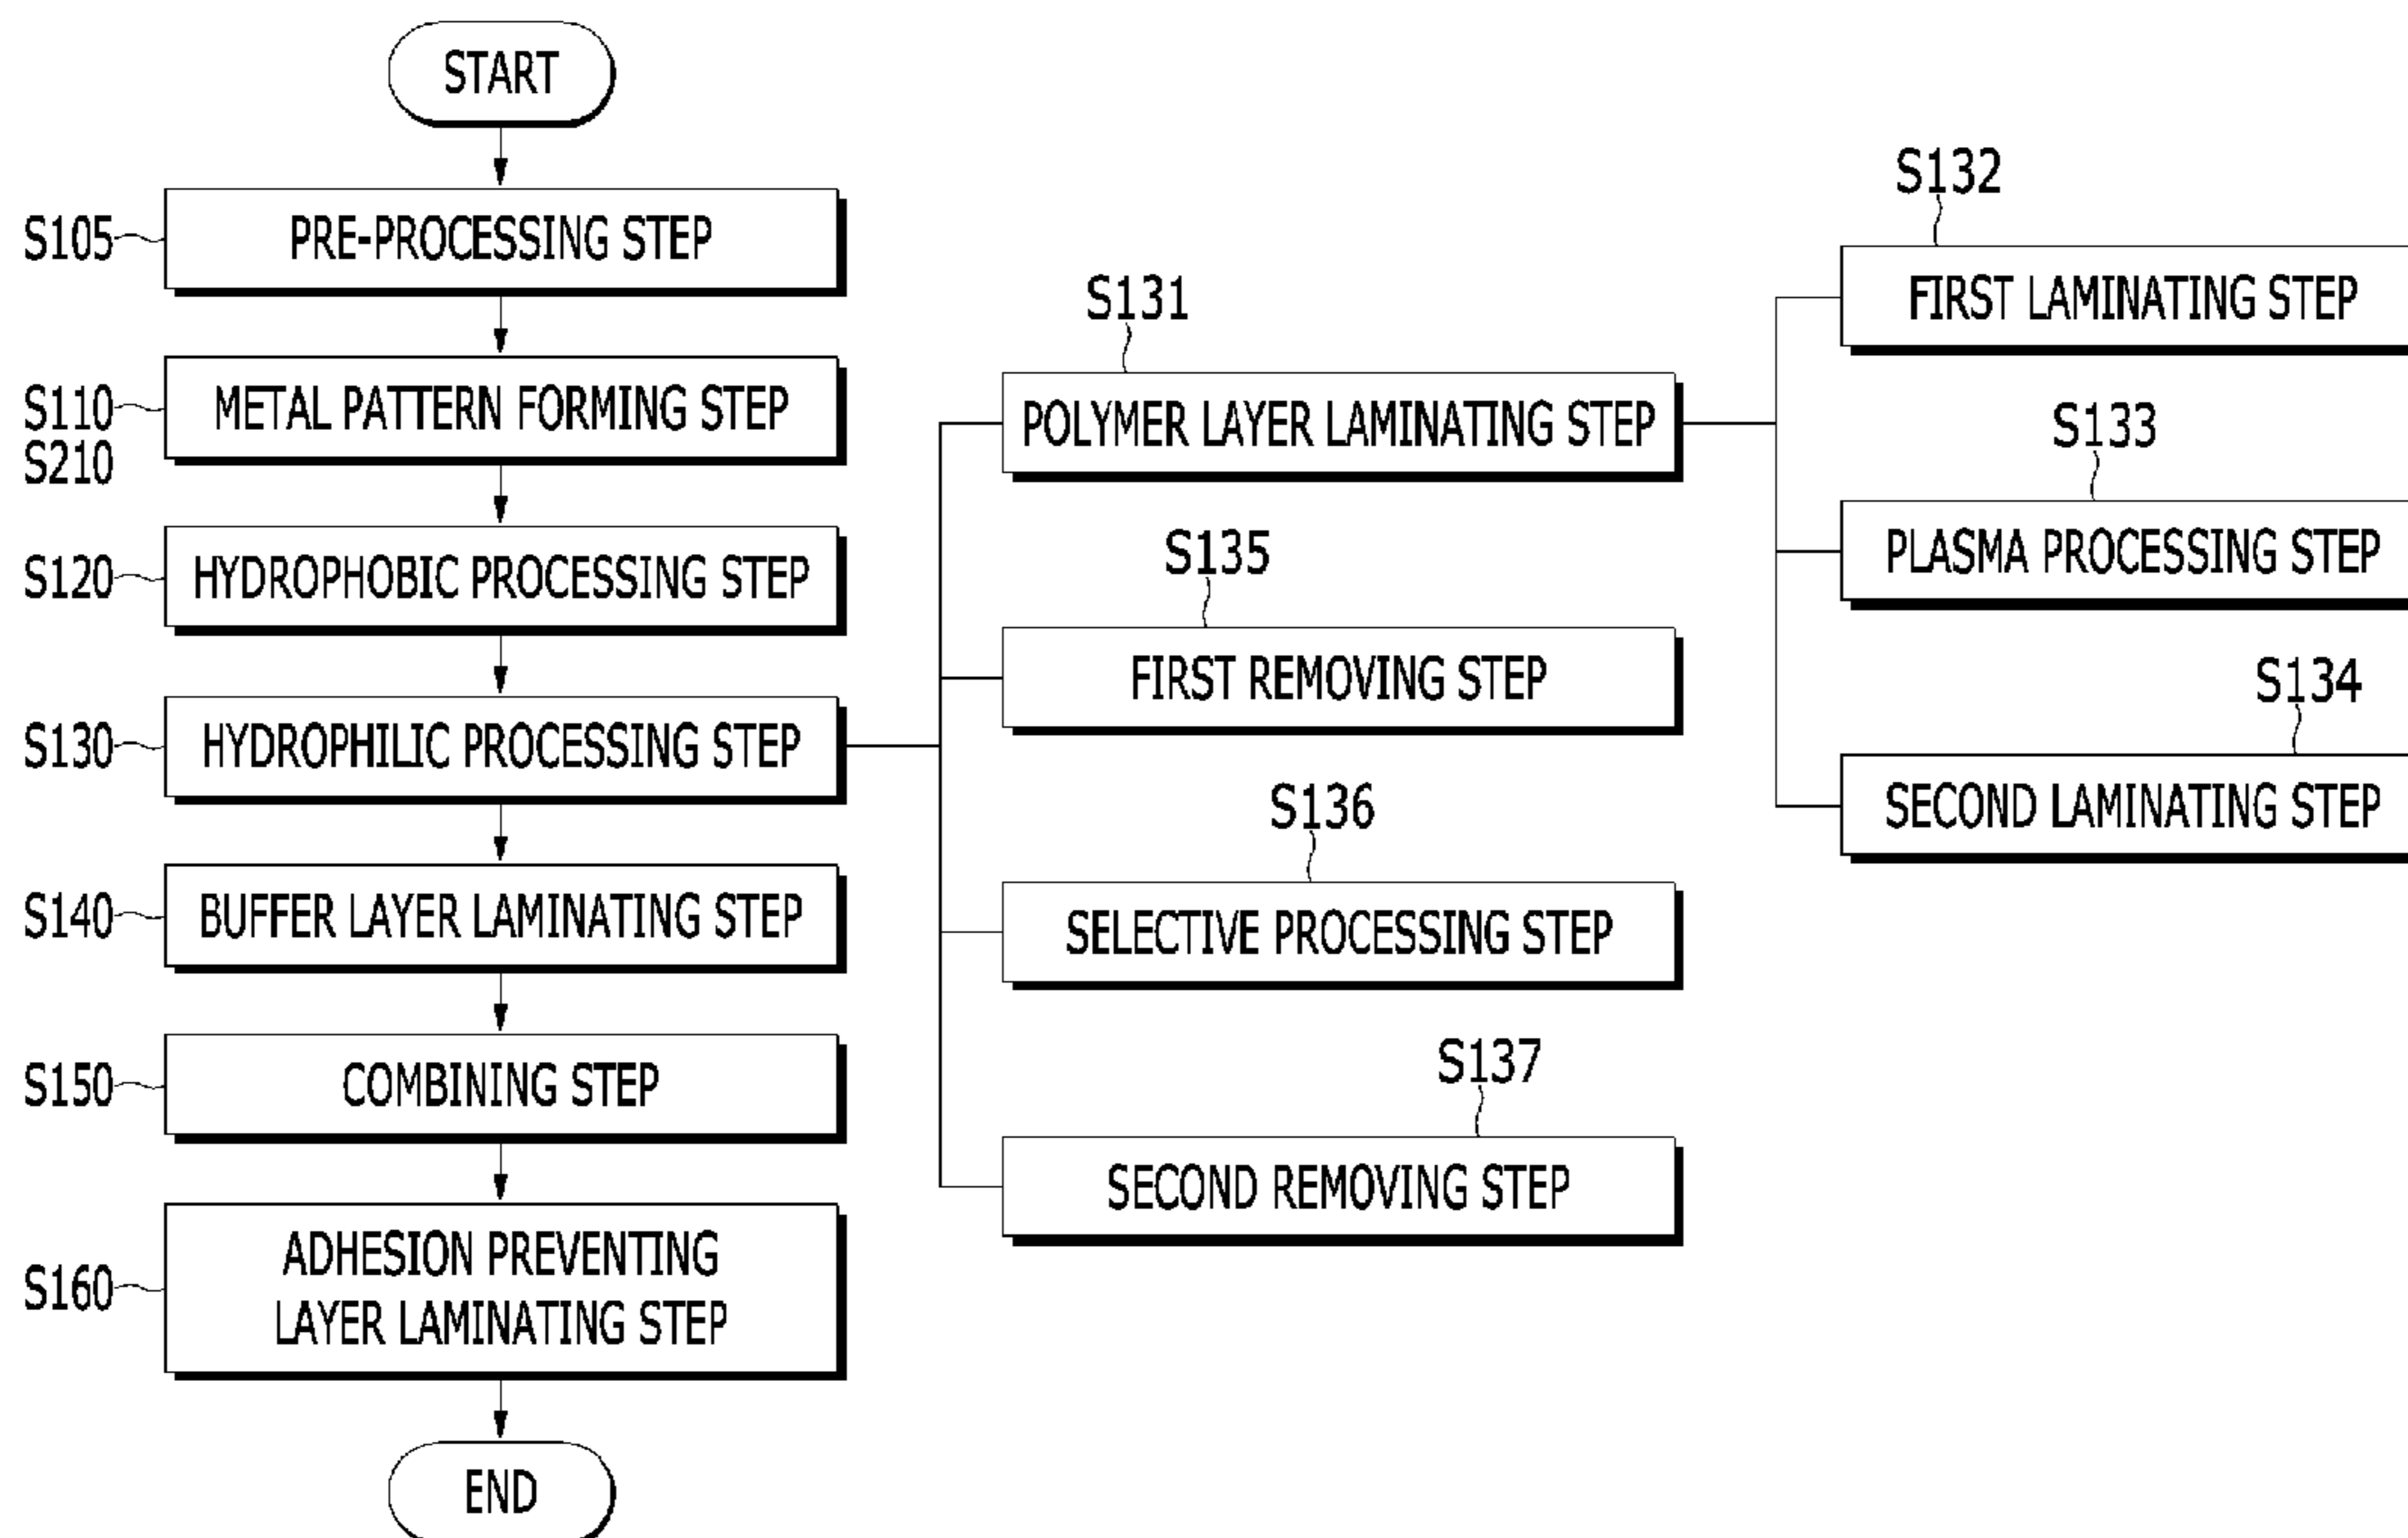 START
S105
PRE-PROCESSING STEP
S110
S210
METAL PATTERN FORMING STEP
S120
HYDROPHOBIC PROCESSING STEP
S130
HYDROPHILIC PROCESSING STEP
S140
BUFFER LAYER LAMINATING STEP
S150
COMBINING STEP
S160
ADHESION PREVENTING
LAYER LAMINATING STEP
END
S131
POLYMER LAYER LAMINATING STEP
S135
FIRST REMOVING STEP
S136
SELECTIVE PROCESSING STEP
S137
SECOND REMOVING STEP
S132
FIRST LAMINATING STEP
S133
PLASMA PROCESSING STEP
S134
SECOND LAMINATING STEP